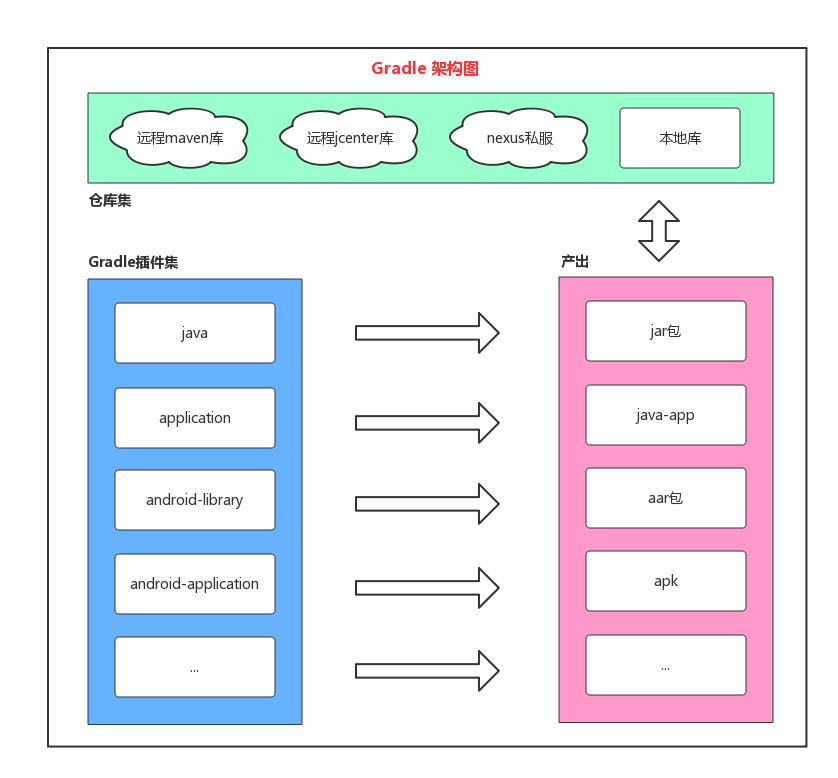 Gradle 架构图
远程maven库
远程jcenter库
nexus私服
本地库
仓库集
Gradle插件集
产出
java
jar包
application
java-app
android-library
aar包
android-application
apk
...
...